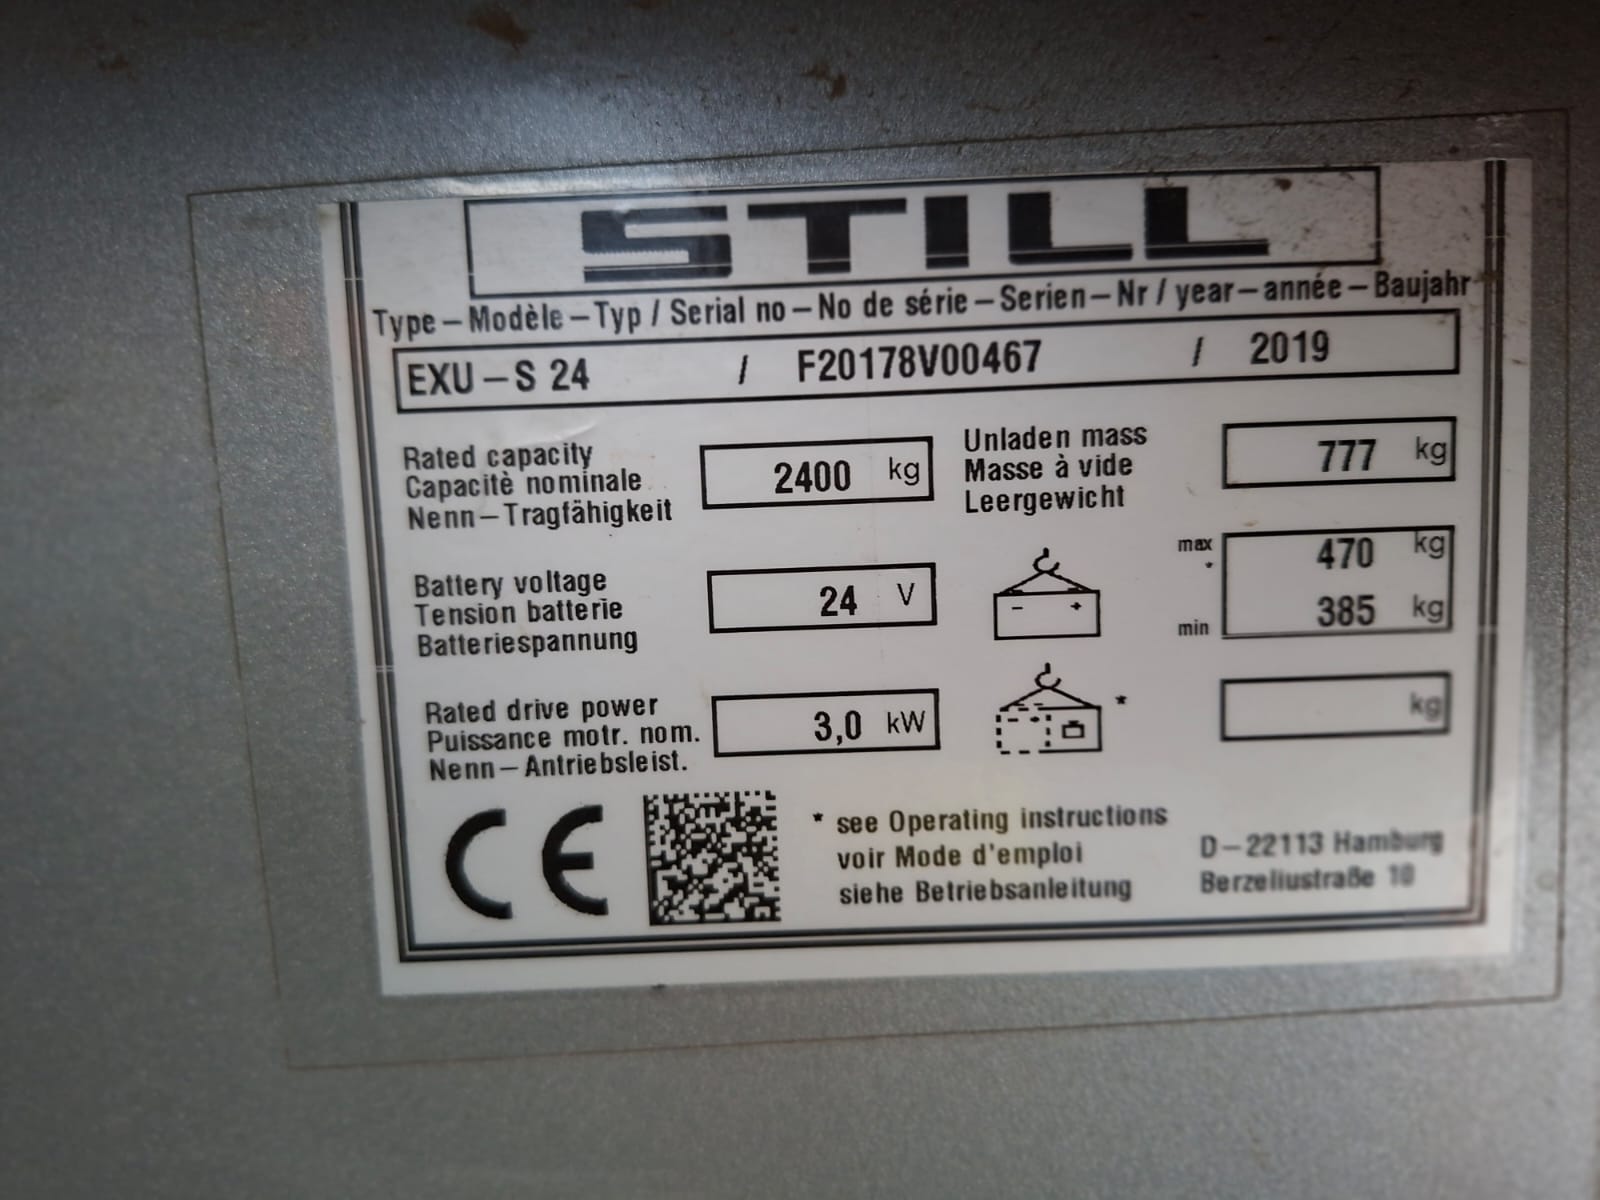 STILL
Type – Modèle – Typ / Serial no – No de série – Serien – Nr / year – année – Baujahr
EXU – S 24 / F20178V00467 / 2019
Rated capacity
Capacitè nominale
Nenn – Tragfähigkeit
2400 kg
Unladen mass
Masse à vide
Leergewicht
777 kg
Battery voltage
Tension batterie
Batteriespannung
24 V
- +
max 470 kg
*
min 385 kg
Rated drive power
Puissance motr. nom.
Nenn – Antriebsleist.
3,0 kW
*
kg
CE
* see Operating instructions
voir Mode d'emploi
siehe Betriebsanleitung
D – 22113 Hamburg
Berzeliustraße 10